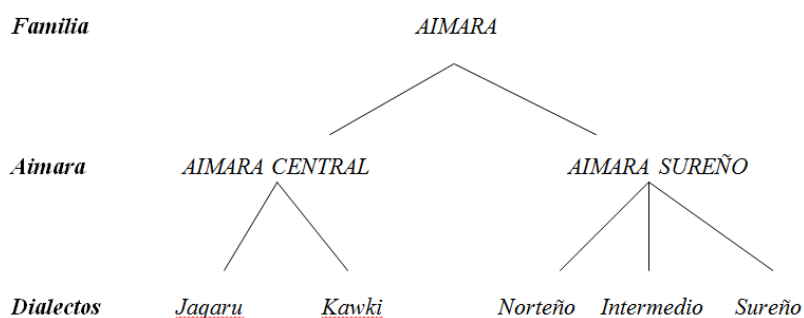 Familia AIMARA
Aimara AIMARA CENTRAL AIMARA SUREÑO
Dialectos Jaqaru Kawki Norteño Intermedio Sureño